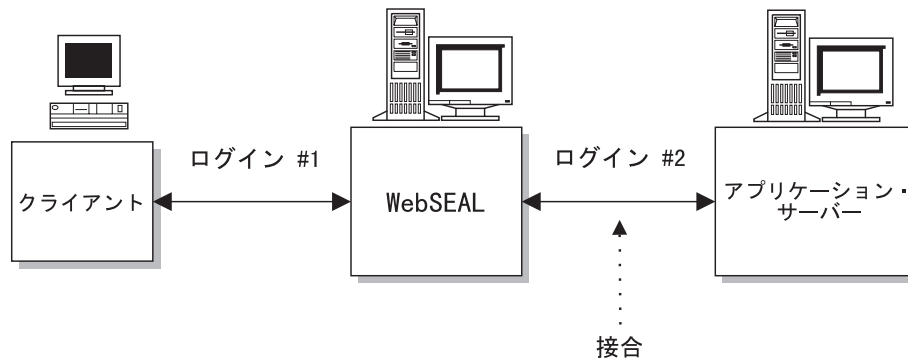 ログイン #1
ログイン #2
クライアント
WebSEAL
アプリケーション・
サーバー
接合